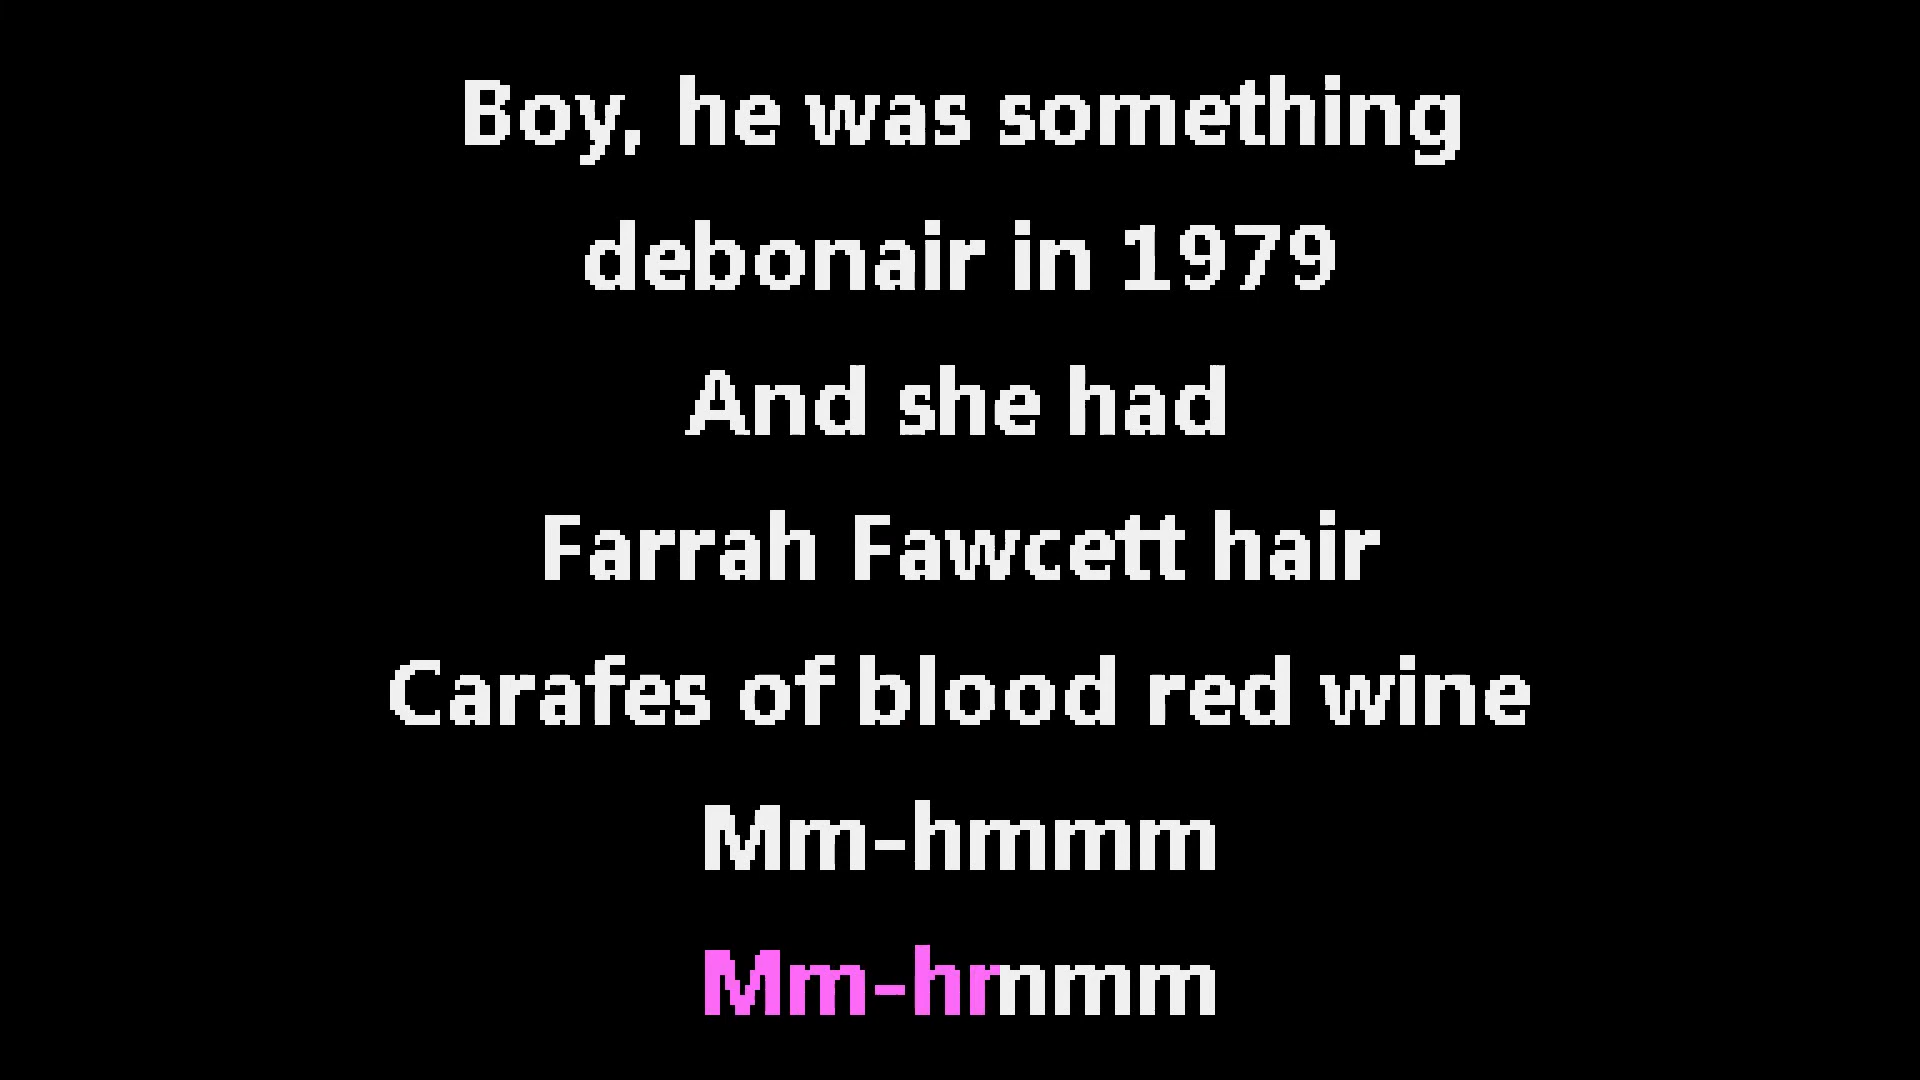 Boy, he was something
debonair in 1979
And she had
Farrah Fawcett hair
Carafes of blood red wine
Mm-hmmm
Mm-hmmm